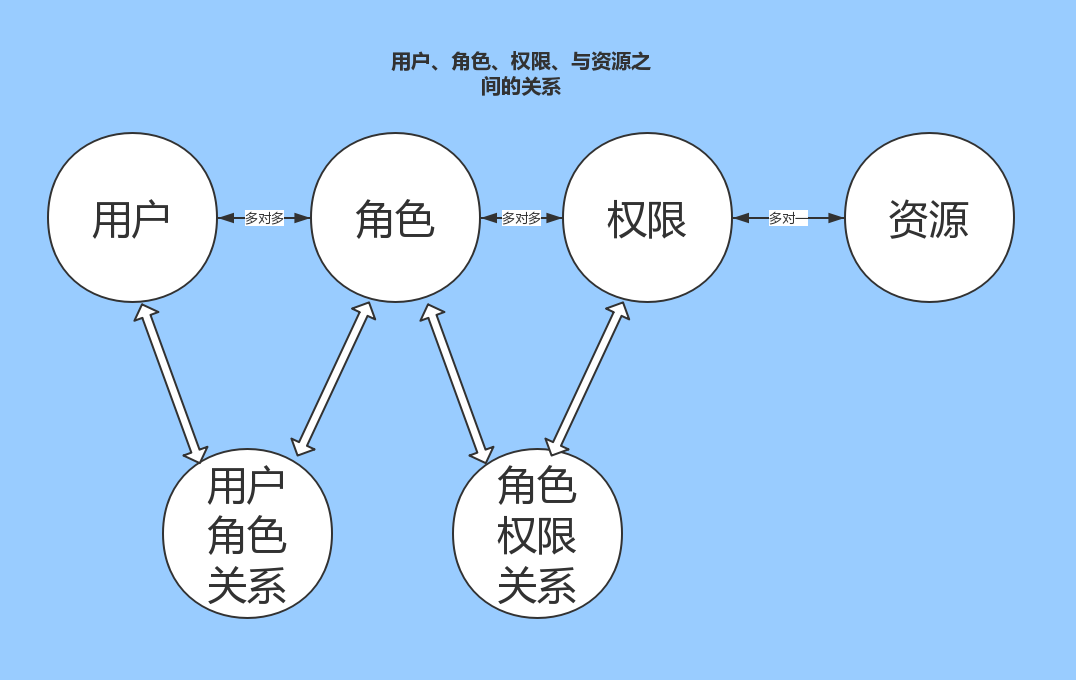 用户、角色、权限、与资源之
间的关系
用户
多对多
角色
多对多
权限
多对一
资源
用户
角色
关系
角色
权限
关系